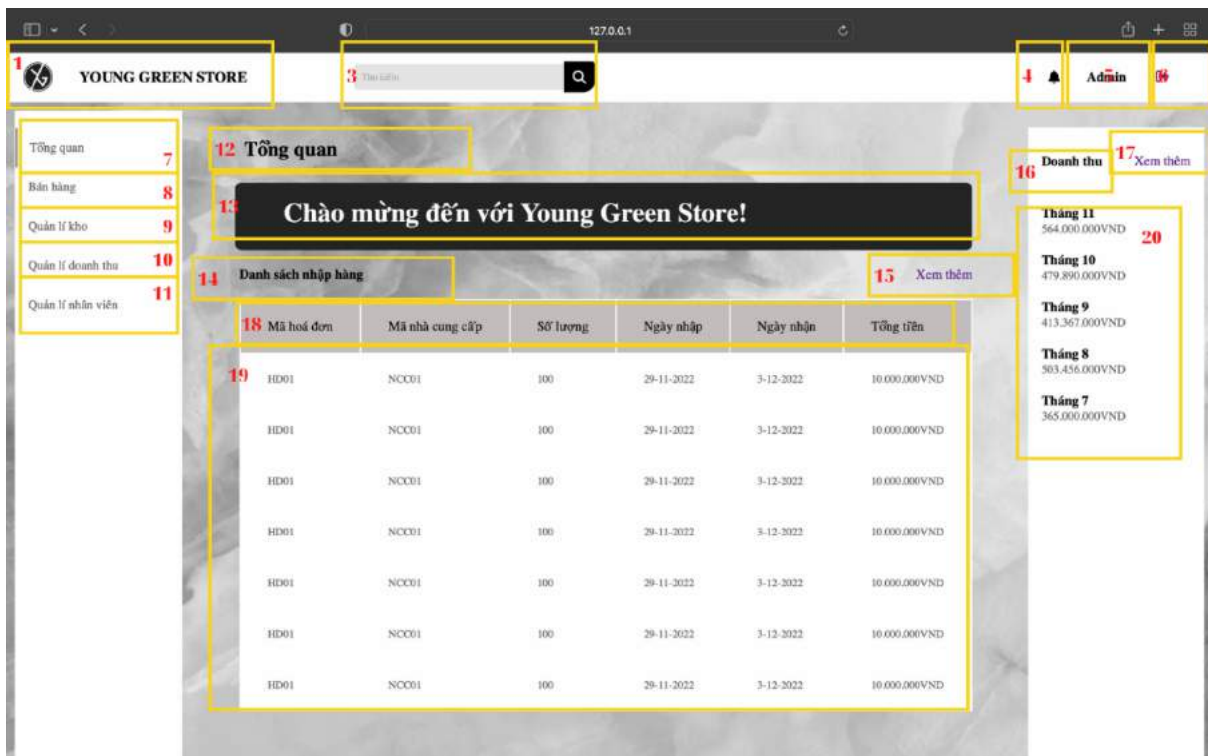 127.0.0.1
1 YOUNG GREEN STORE
3 Tìm kiếm
4
Admin 5
6
Tổng quan 7
Bán hàng 8
Quản lí kho 9
Quản lí doanh thu 10
Quản lí nhân viên 11
12 Tổng quan
13 Chào mừng đến với Young Green Store!
14 Danh sách nhập hàng
15 Xem thêm
18 Mã hoá đơn Mã nhà cung cấp Số lượng Ngày nhập Ngày nhận Tổng tiền
19 HD01 NCC01 100 29-11-2022 3-12-2022 10.000.000VND
HD01 NCC01 100 29-11-2022 3-12-2022 10.000.000VND
HD01 NCC01 100 29-11-2022 3-12-2022 10.000.000VND
HD01 NCC01 100 29-11-2022 3-12-2022 10.000.000VND
HD01 NCC01 100 29-11-2022 3-12-2022 10.000.000VND
HD01 NCC01 100 29-11-2022 3-12-2022 10.000.000VND
HD01 NCC01 100 29-11-2022 3-12-2022 10.000.000VND
16 Doanh thu
17 Xem thêm
20
Tháng 11
564.000.000VND
Tháng 10
479.890.000VND
Tháng 9
413.367.000VND
Tháng 8
503.456.000VND
Tháng 7
365.000.000VND